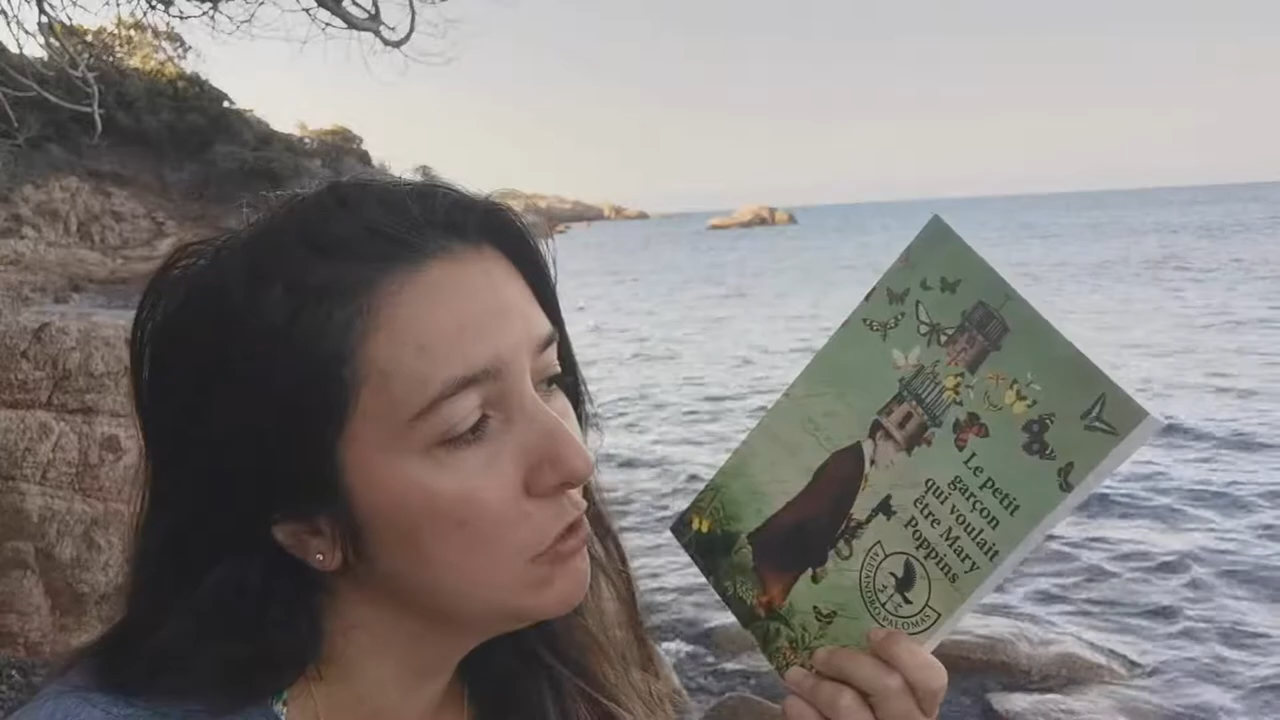 Le petit
garçon
qui voulait
être Mary
Poppins
ALEJANDRO PALOMAS